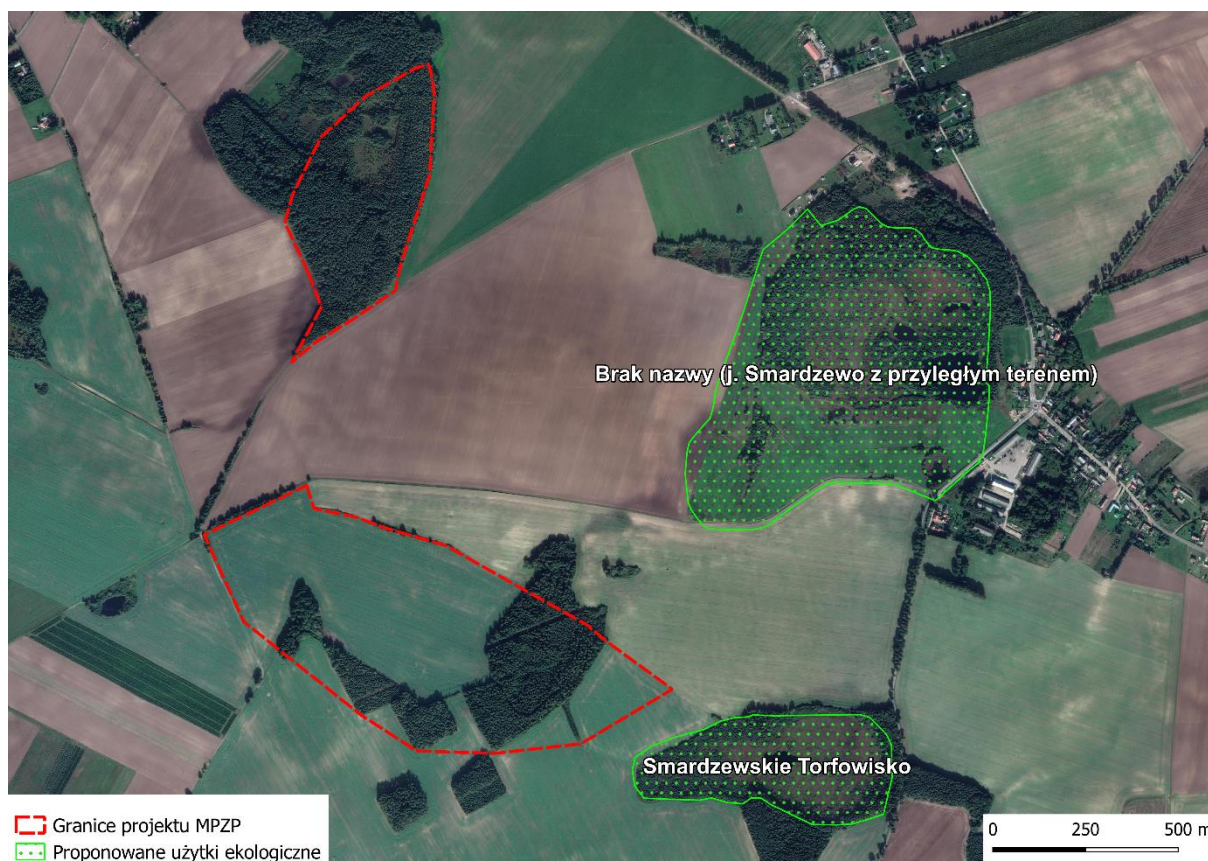 Brak nazwy (j. Smardzewo z przyległym terenem)
Smardzewskie Torfowisko
Granice projektu MPZP
Proponowane użytki ekologiczne
0 250 500 m